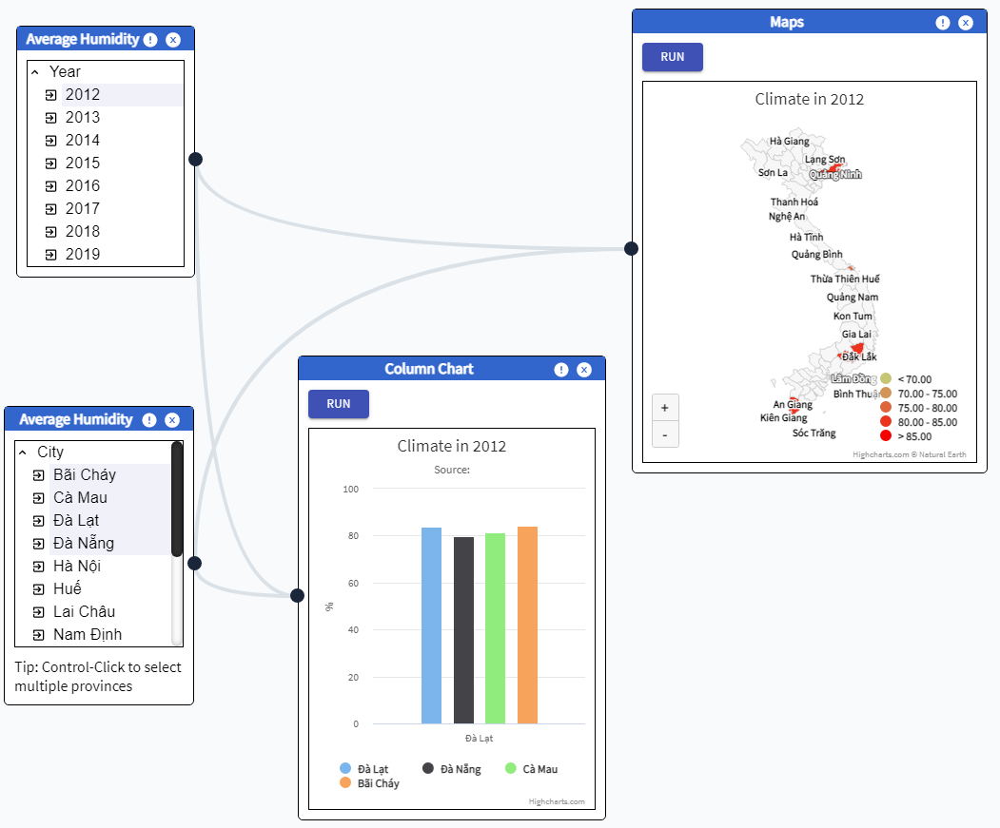 Average Humidity
Year
2012
2013
2014
2015
2016
2017
2018
2019
Average Humidity
City
Bãi Cháy
Cà Mau
Đà Lạt
Đà Nẵng
Hà Nội
Huế
Lai Châu
Nam Định
Tip: Control-Click to select
multiple provinces
Column Chart
RUN
Climate in 2012
Source:
100
80
60
40
20
0
%
Đà Lạt
Đà Lạt
Đà Nẵng
Cà Mau
Bãi Cháy
Highcharts.com
Maps
RUN
Climate in 2012
Hà Giang
Lạng Sơn
Sơn La
Quảng Ninh
Thanh Hoá
Nghệ An
Hà Tĩnh
Quảng Bình
Thừa Thiên Huế
Quảng Nam
Kon Tum
Gia Lai
Đắk Lắk
Lâm Đồng
Bình Thuận
An Giang
Kiên Giang
Sóc Trăng
+
-
< 70.00
70.00 - 75.00
75.00 - 80.00
80.00 - 85.00
> 85.00
Highcharts.com © Natural Earth